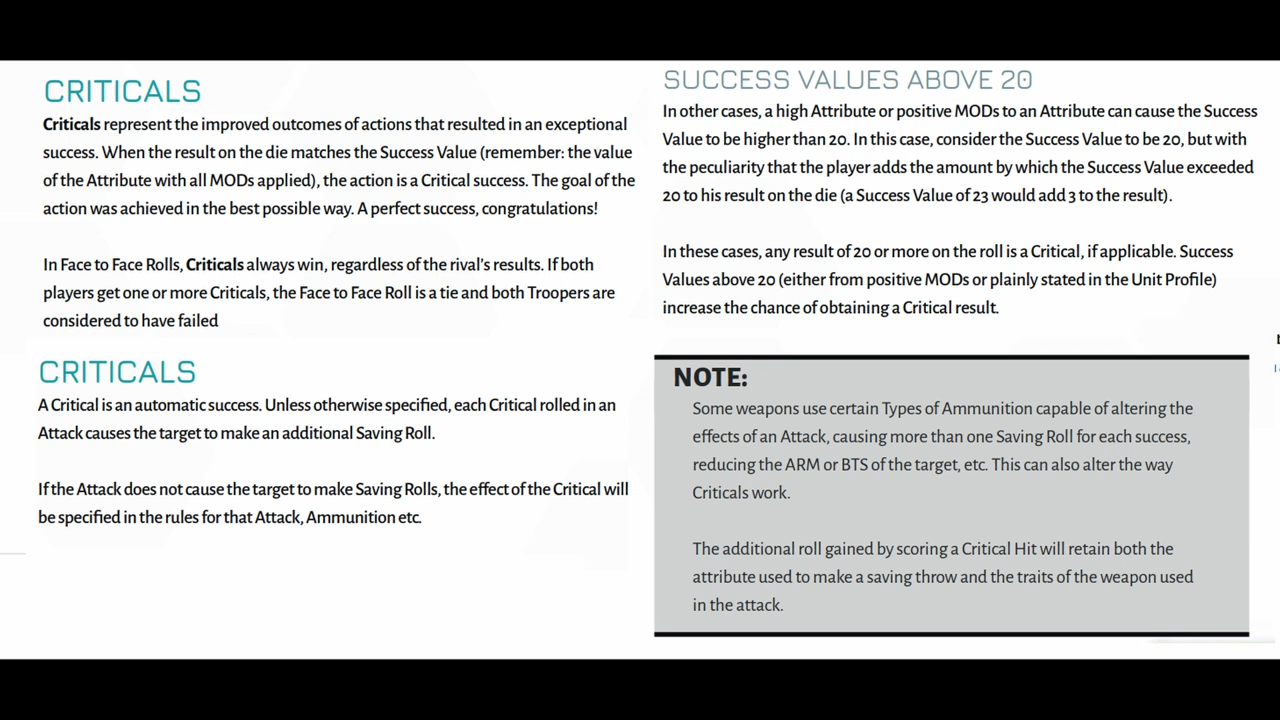 CRITICALS
Criticals represent the improved outcomes of actions that resulted in an exceptional
success. When the result on the die matches the Success Value (remember: the value
of the Attribute with all MODs applied), the action is a Critical success. The goal of the
action was achieved in the best possible way. A perfect success, congratulations!
In Face to Face Rolls, Criticals always win, regardless of the rival's results. If both
players get one or more Criticals, the Face to Face Roll is a tie and both Troopers are
considered to have failed
CRITICALS
A Critical is an automatic success. Unless otherwise specified, each Critical rolled in an
Attack causes the target to make an additional Saving Roll.
If the Attack does not cause the target to make Saving Rolls, the effect of the Critical will
be specified in the rules for that Attack, Ammunition etc.
SUCCESS VALUES ABOVE 20
In other cases, a high Attribute or positive MODs to an Attribute can cause the Success
Value to be higher than 20. In this case, consider the Success Value to be 20, but with
the peculiarity that the player adds the amount by which the Success Value exceeded
20 to his result on the die (a Success Value of 23 would add 3 to the result).
In these cases, any result of 20 or more on the roll is a Critical, if applicable. Success
Values above 20 (either from positive MODs or plainly stated in the Unit Profile)
increase the chance of obtaining a Critical result.
NOTE:
Some weapons use certain Types of Ammunition capable of altering the
effects of an Attack, causing more than one Saving Roll for each success,
reducing the ARM or BTS of the target, etc. This can also alter the way
Criticals work.
The additional roll gained by scoring a Critical Hit will retain both the
attribute used to make a saving throw and the traits of the weapon used
in the attack.